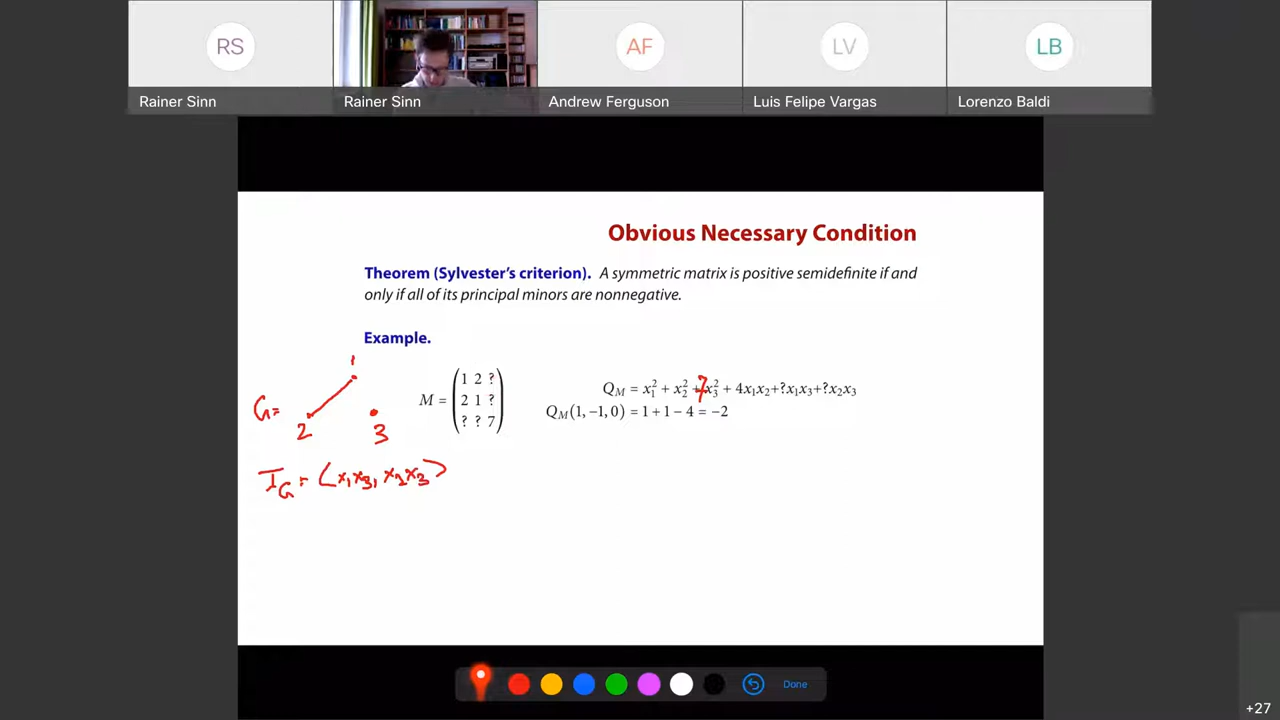 RS
AF
LV
LB
Rainer Sinn
Rainer Sinn
Andrew Ferguson
Luis Felipe Vargas
Lorenzo Baldi
Obvious Necessary Condition
Theorem (Sylvester's criterion). A symmetric matrix is positive semidefinite if and
only if all of its principal minors are nonnegative.
Example.
M = (1 2 ?
2 1 ?
? ? 7)
Q_M = x_1^2 + x_2^2 + 7x_3^2 + 4x_1x_2+?x_1x_3+?x_2x_3
Q_M(1, −1, 0) = 1 + 1 − 4 = −2
G=
1
2
3
I_G = (x_1x_3, x_2x_3)
Done
+27